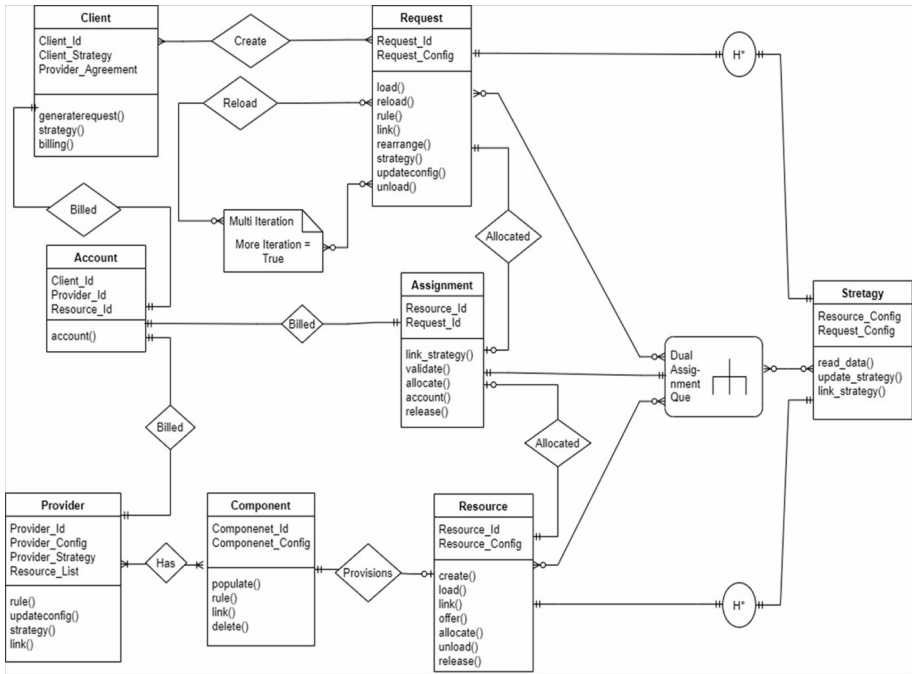 Client
Client_Id
Client_Strategy
Provider_Agreement
generaterequest()
strategy()
billing()
Create
Request
Request_Id
Request_Config
load()
reload()
rule()
link()
rearrange()
strategy()
updateconfig()
unload()
H*
Reload
Multi Iteration
More Iteration =
True
Billed
Allocated
Account
Client_Id
Provider_Id
Resource_Id
account()
Billed
Assignment
Resource_Id
Request_Id
link_strategy()
validate()
allocate()
account()
release()
Dual
Assig-
nment
Que
Stretagy
Resource_Config
Request_Config
read_data()
update_strategy()
link_strategy()
Billed
Allocated
Provider
Provider_Id
Provider_Config
Provider_Strategy
Resource_List
rule()
updateconfig()
strategy()
link()
Has
Component
Componenet_Id
Componenet_Config
populate()
rule()
link()
delete()
Provisions
Resource
Resource_Id
Resource_Config
create()
load()
link()
offer()
allocate()
unload()
release()
H*